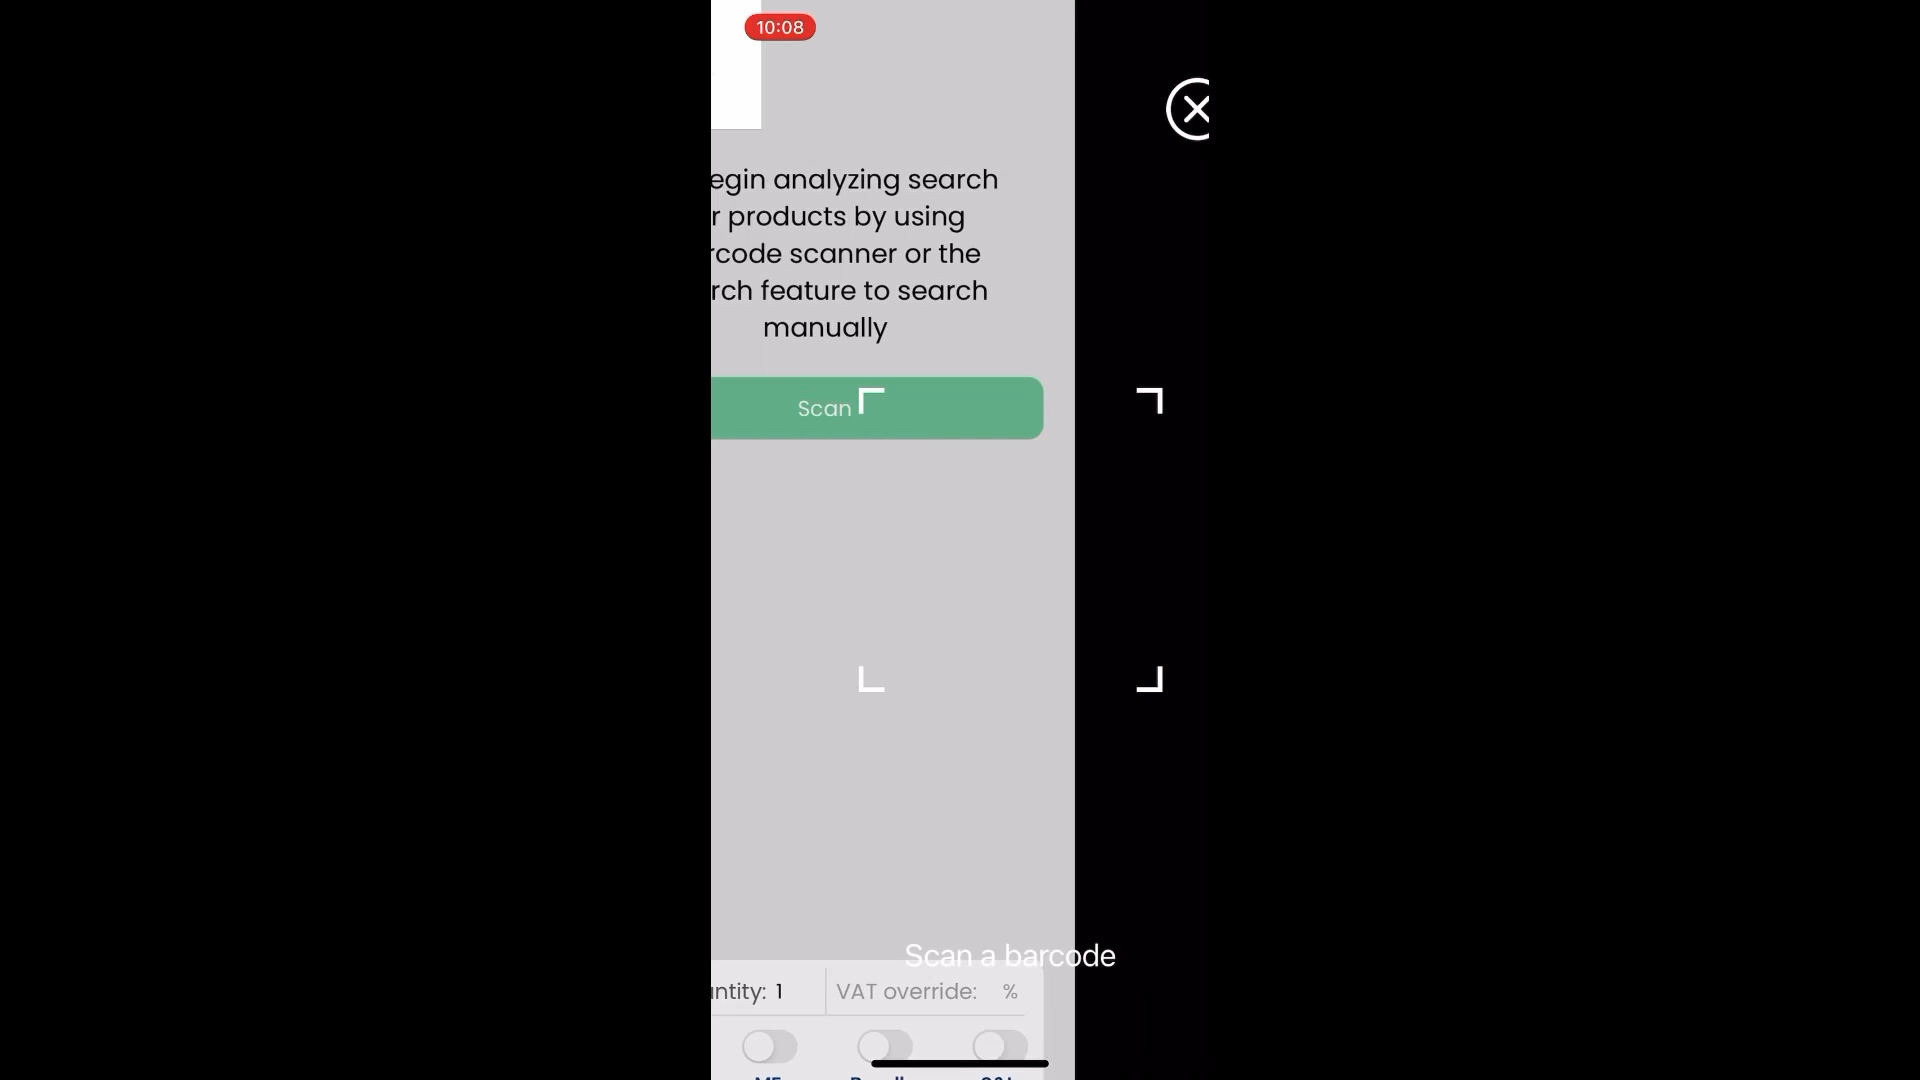 10:08
egin analyzing search
r products by using
rcode scanner or the
rch feature to search
manually
Scan
Scan a barcode
ntity: 1 VAT override: %